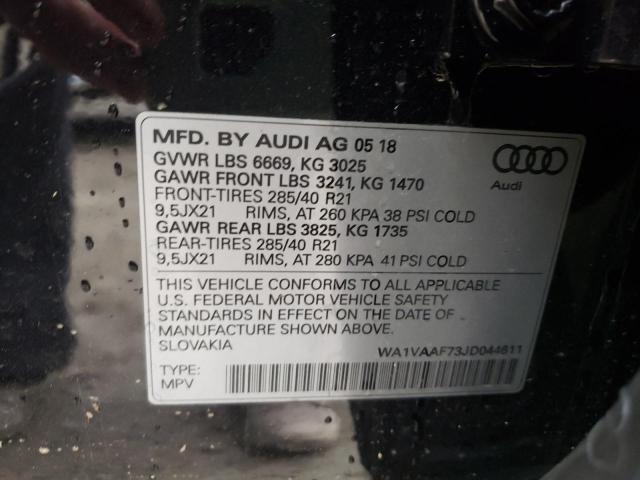 MFD. BY AUDI AG 05 18
GVWR LBS 6669, KG 3025
GAWR FRONT LBS 3241, KG 1470
FRONT-TIRES 285/40 R21
9,5JX21 RIMS, AT 260 KPA 38 PSI COLD
GAWR REAR LBS 3825, KG 1735
REAR-TIRES 285/40 R21
9,5JX21 RIMS, AT 280 KPA 41 PSI COLD
Audi
THIS VEHICLE CONFORMS TO ALL APPLICABLE
U.S. FEDERAL MOTOR VEHICLE SAFETY
STANDARDS IN EFFECT ON THE DATE OF
MANUFACTURE SHOWN ABOVE.
SLOVAKIA WA1VAAF73JD044611
TYPE:
MPV